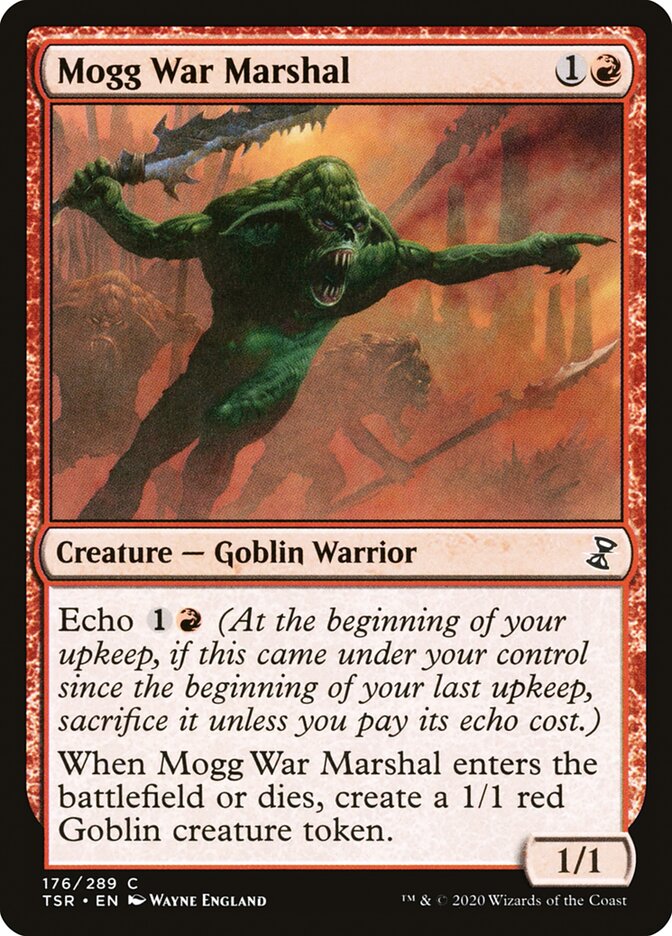 Mogg War Marshal 1
Creature — Goblin Warrior
Echo 1 (At the beginning of your
upkeep, if this came under your control
since the beginning of your last upkeep,
sacrifice it unless you pay its echo cost.)
When Mogg War Marshal enters the
battlefield or dies, create a 1/1 red
Goblin creature token.
1/1
176/289 C
TSR • EN Wayne England ™ & © 2020 Wizards of the Coast